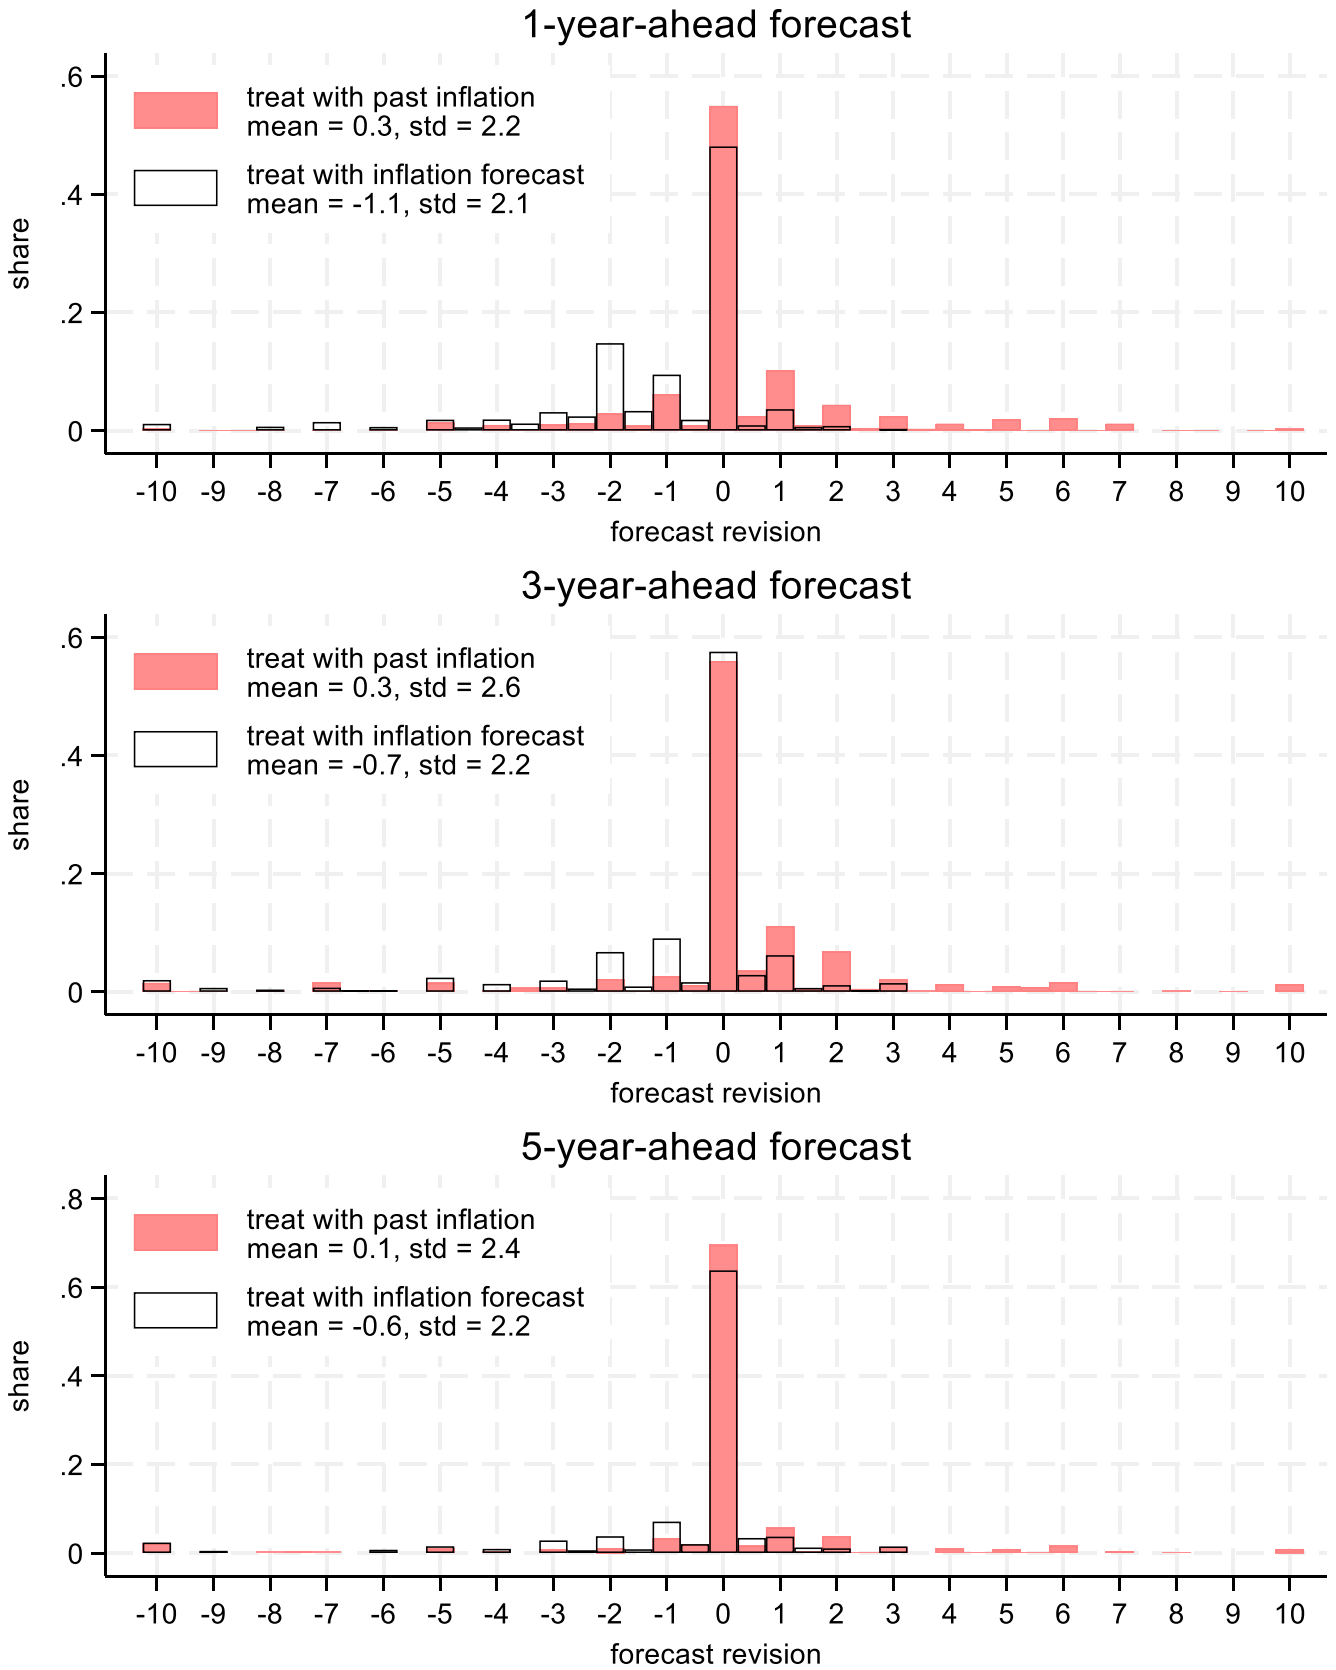 1-year-ahead forecast
.6
.4
.2
0
share
treat with past inflation
mean = 0.3, std = 2.2
treat with inflation forecast
mean = -1.1, std = 2.1
-10 -9 -8 -7 -6 -5 -4 -3 -2 -1 0 1 2 3 4 5 6 7 8 9 10
forecast revision
3-year-ahead forecast
.6
.4
.2
0
share
treat with past inflation
mean = 0.3, std = 2.6
treat with inflation forecast
mean = -0.7, std = 2.2
-10 -9 -8 -7 -6 -5 -4 -3 -2 -1 0 1 2 3 4 5 6 7 8 9 10
forecast revision
5-year-ahead forecast
.8
.6
.4
.2
0
share
treat with past inflation
mean = 0.1, std = 2.4
treat with inflation forecast
mean = -0.6, std = 2.2
-10 -9 -8 -7 -6 -5 -4 -3 -2 -1 0 1 2 3 4 5 6 7 8 9 10
forecast revision